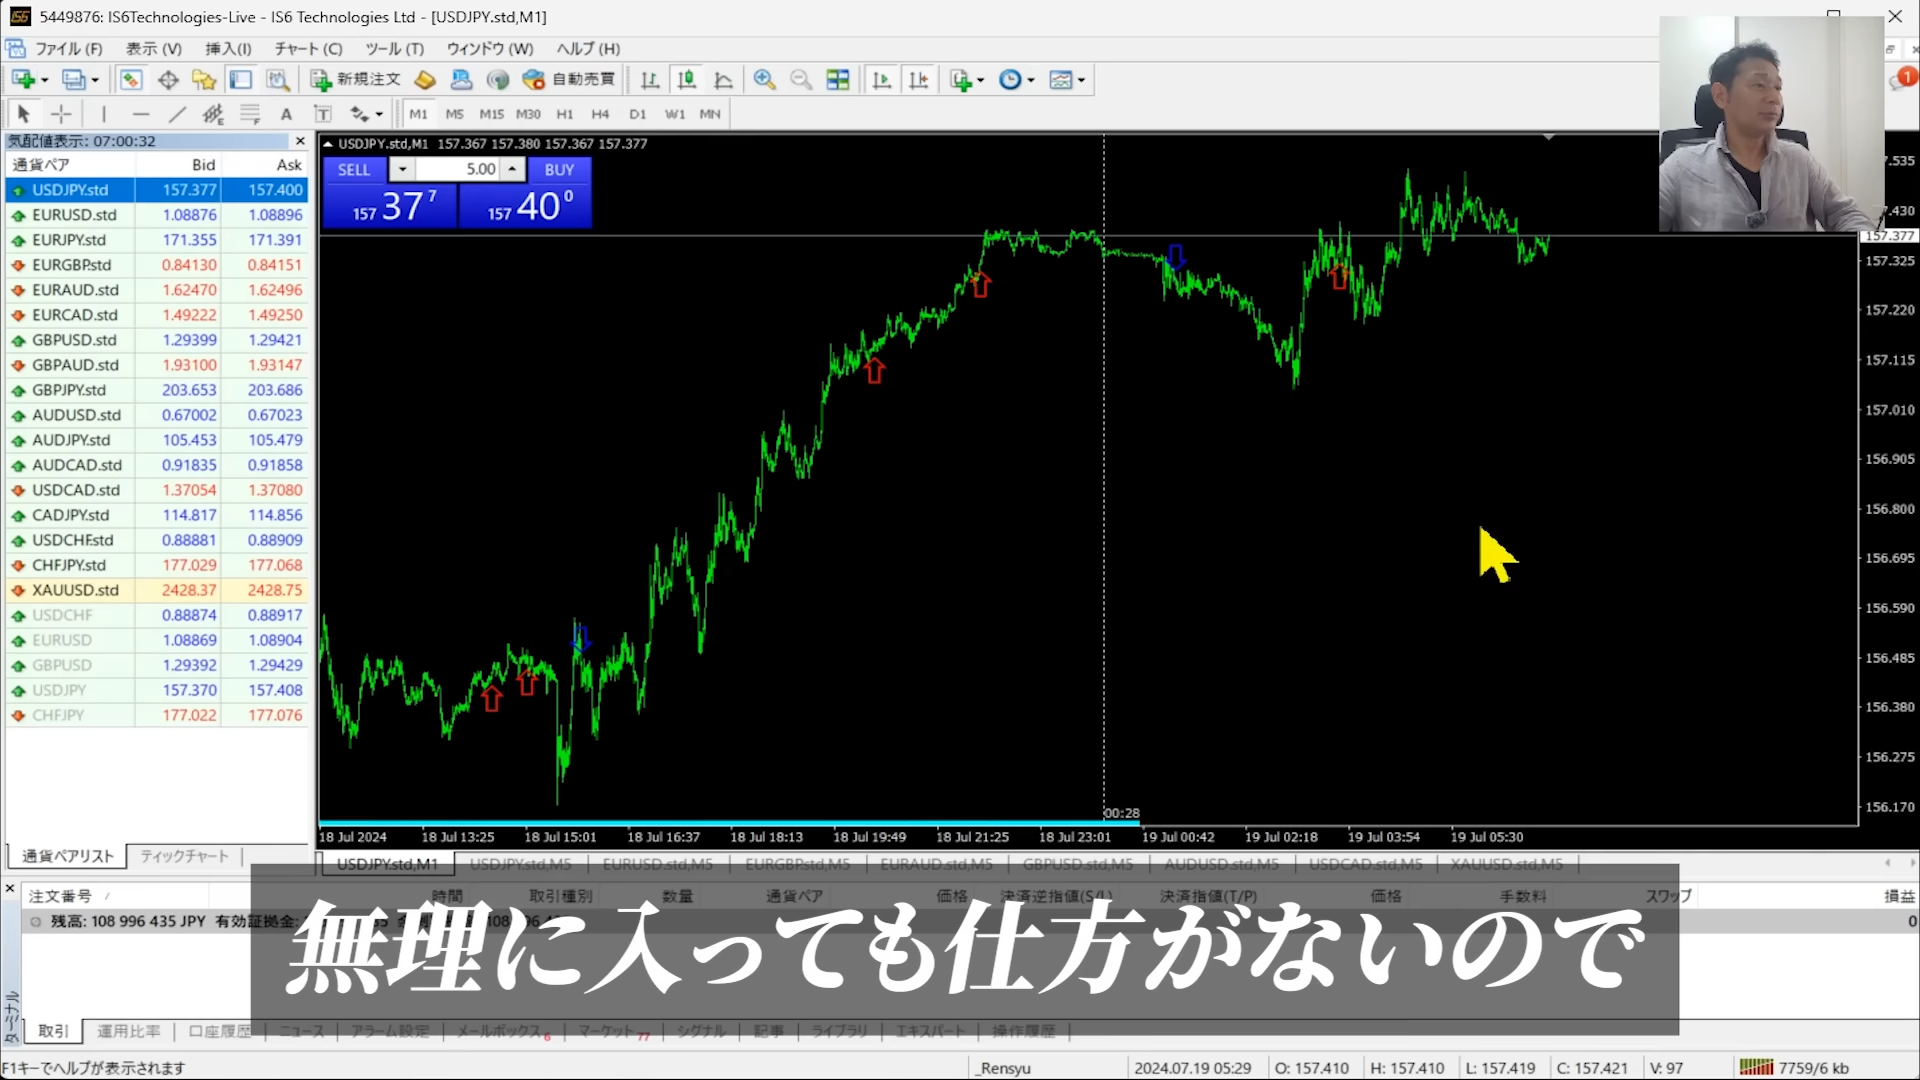 5449876: IS6Technologies-Live - IS6 Technologies Ltd - [USDJPY.std,M1]
ファイル (F) 表示 (V) 挿入(I) チャート (C) ツール (T) ウィンドウ (W) ヘルプ (H)
新規注文 自動売買 1
M1 M5 M15 M30 H1 H4 D1 W1 MN
気配値表示: 07:00:32
通貨ペア Bid Ask
USDJPY.std 157.377 157.400
EURUSD.std 1.08876 1.08896
EURJPY.std 171.355 171.391
EURGBP.std 0.84130 0.84151
EURAUD.std 1.62470 1.62496
EURCAD.std 1.49222 1.49250
GBPUSD.std 1.29399 1.29421
GBPAUD.std 1.93100 1.93147
GBPJPY.std 203.653 203.686
AUDUSD.std 0.67002 0.67023
AUDJPY.std 105.453 105.479
AUDCAD.std 0.91835 0.91858
USDCAD.std 1.37054 1.37080
CADJPY.std 114.817 114.856
USDCHF.std 0.88881 0.88909
CHFJPY.std 177.029 177.068
XAUUSD.std 2428.37 2428.75
USDCHF 0.88874 0.88917
EURUSD 1.08869 1.08904
GBPUSD 1.29392 1.29429
USDJPY 157.370 157.408
CHFJPY 177.022 177.076
通貨ペアリスト ティックチャート
USDJPY.std,M1 157.367 157.380 157.367 157.377
SELL 5.00 BUY
157 37 7 157 40 0
157.377
157.325
157.220
157.115
157.010
156.905
156.800
156.695
156.590
156.485
156.380
156.275
156.170
00:28
18 Jul 2024 18 Jul 13:25 18 Jul 15:01 18 Jul 16:37 18 Jul 18:13 18 Jul 19:49 18 Jul 21:25 18 Jul 23:01 19 Jul 00:42 19 Jul 02:18 19 Jul 03:54 19 Jul 05:30
USDJPY.std,M1 USDJPY.std,M5 EURUSD.std,M5 EURGBP.std,M5 EURAUD.std,M5 GBPUSD.std,M5 AUDUSD.std,M5 USDCAD.std,M5 XAUUSD.std,M5
注文番号 時間 取引種別 数量 通貨ペア 価格 決済逆指値(S/L) 決済指値(T/P) 価格 手数料 スワップ 損益
残高: 108 996 435 JPY 有効証拠金: 0
無理に入っても仕方がないので
ターミナル
取引 運用比率 口座履歴 ニュース アラーム設定 メールボックス 6 マーケット 77 シグナル 記事 ライブラリ エキスパート 操作履歴
F1キーでヘルプが表示されます _Rensyu 2024.07.19 05:29 O: 157.410 H: 157.410 L: 157.419 C: 157.421 V: 97 7759/6 kb